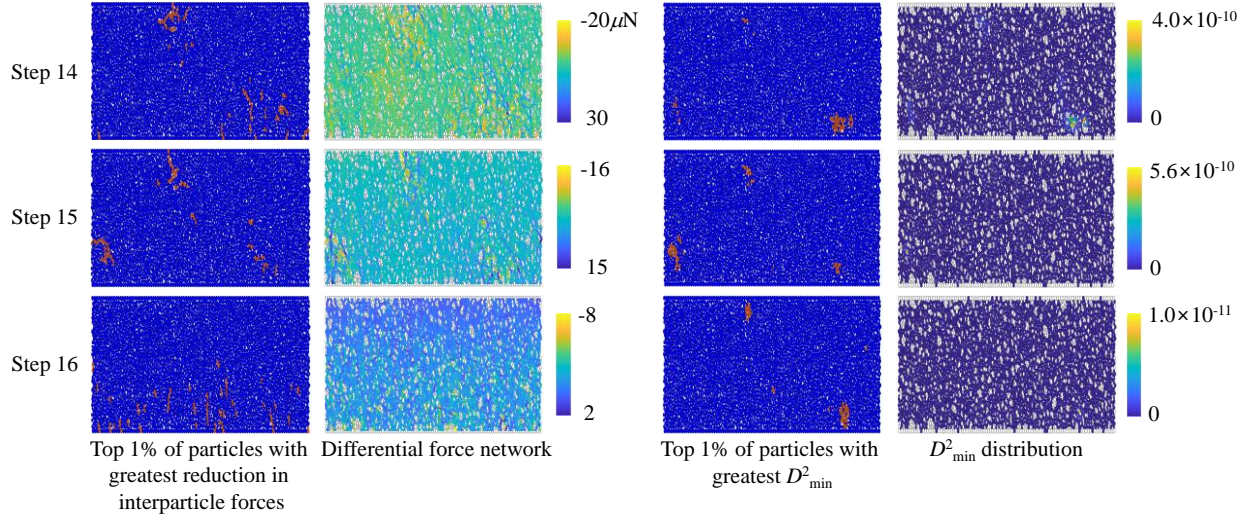 -20μN
4.0×10-10
Step 14
30
0
-16
5.6×10-10
Step 15
15
0
-8
1.0×10-11
Step 16
2
0
Top 1% of particles with
greatest reduction in
interparticle forces
Differential force network
Top 1% of particles with
greatest D²min
D²min distribution